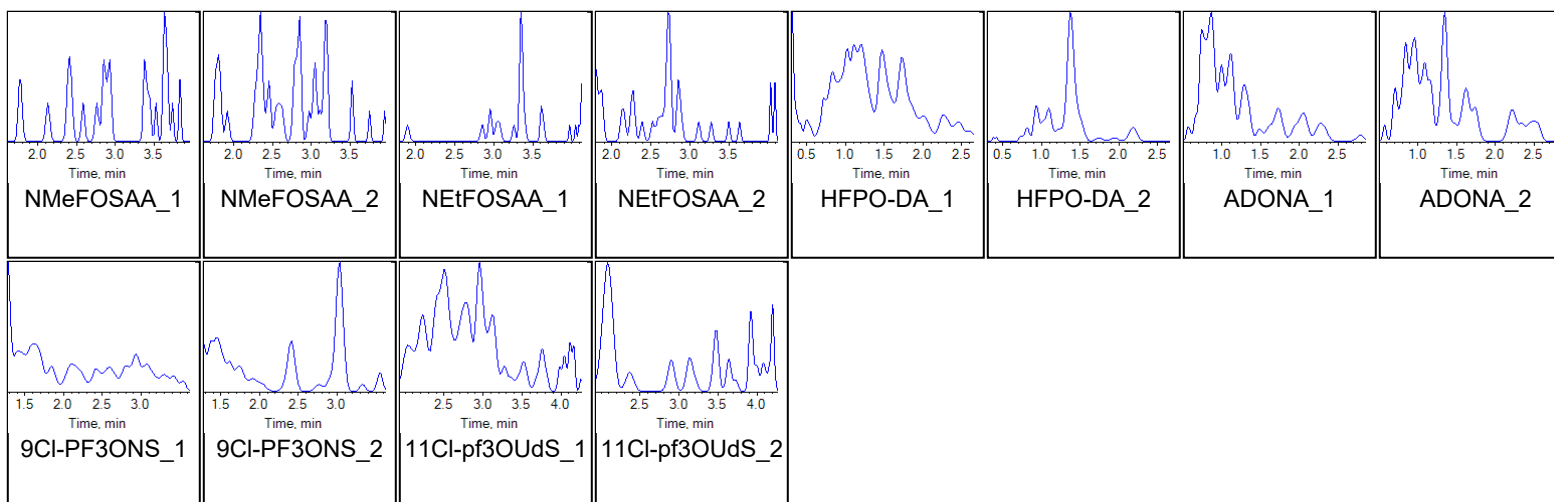 2.0 2.5 3.0 3.5 2.0 2.5 3.0 3.5 2.0 2.5 3.0 3.5 2.0 2.5 3.0 3.5 0.5 1.0 1.5 2.0 2.5 0.5 1.0 1.5 2.0 2.5 1.0 1.5 2.0 2.5 1.0 1.5 2.0 2.5
Time, min Time, min Time, min Time, min Time, min Time, min Time, min Time, min
NMeFOSAA_1 NMeFOSAA_2 NEtFOSAA_1 NEtFOSAA_2 HFPO-DA_1 HFPO-DA_2 ADONA_1 ADONA_2
1.5 2.0 2.5 3.0 1.5 2.0 2.5 3.0 2.5 3.0 3.5 4.0 2.5 3.0 3.5 4.0
Time, min Time, min Time, min Time, min
9Cl-PF3ONS_1 9Cl-PF3ONS_2 11Cl-pf3OUdS_1 11Cl-pf3OUdS_2